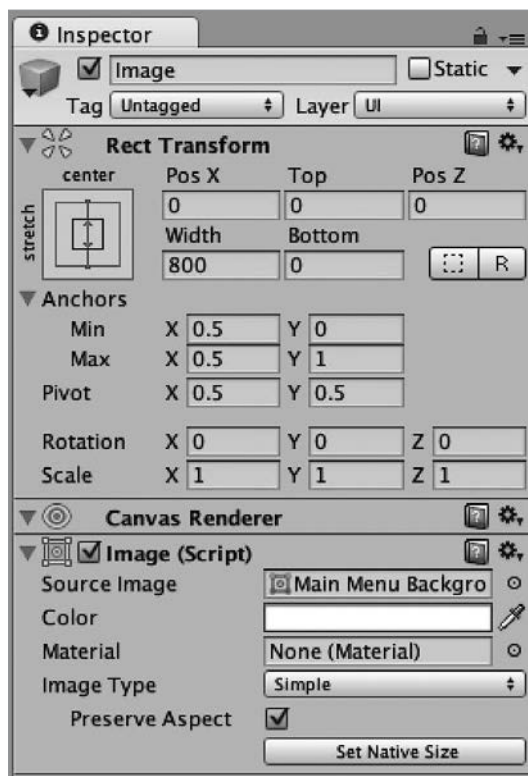 Inspector
Image Static
Tag Untagged Layer UI
Rect Transform
center Pos X Top Pos Z
stretch
0 0 0
Width Bottom
800 0 R
Anchors
Min X 0.5 Y 0
Max X 0.5 Y 1
Pivot X 0.5 Y 0.5
Rotation X 0 Y 0 Z 0
Scale X 1 Y 1 Z 1
Canvas Renderer
Image (Script)
Source Image Main Menu Backgro
Color
Material None (Material)
Image Type Simple
Preserve Aspect
Set Native Size